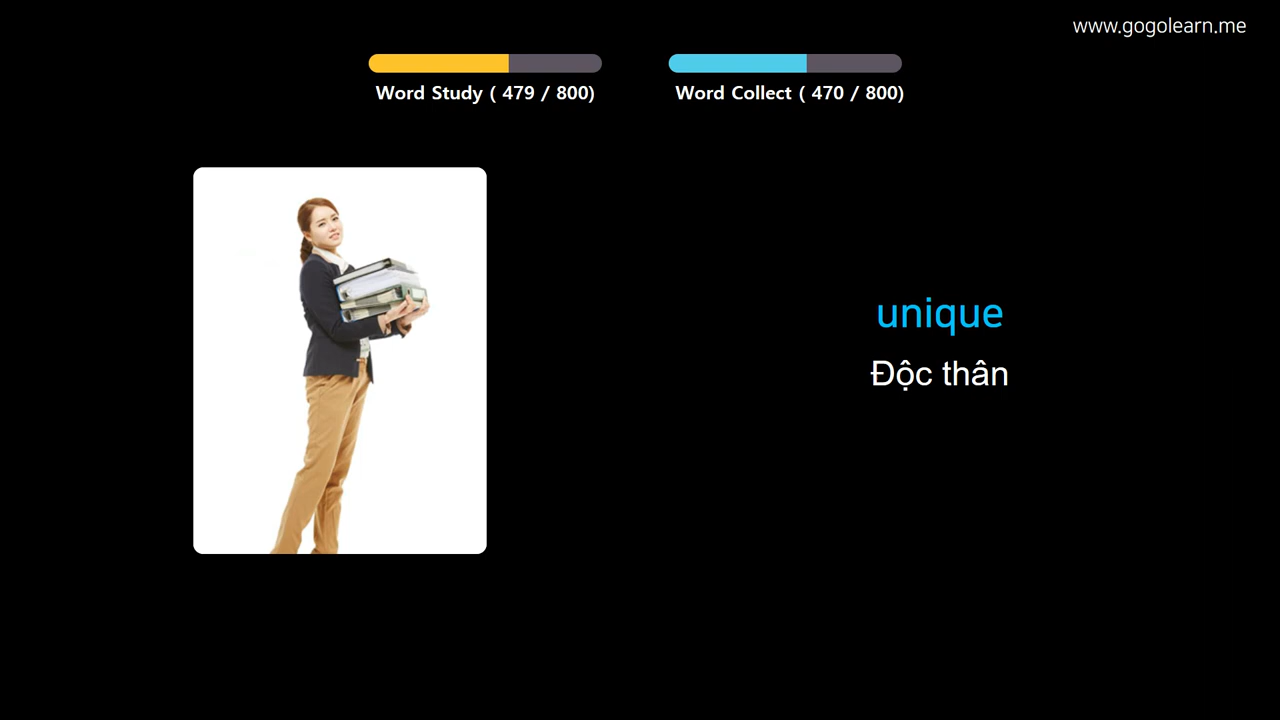 www.gogolearn.me
Word Study ( 479 / 800)
Word Collect ( 470 / 800)
unique
Độc thân